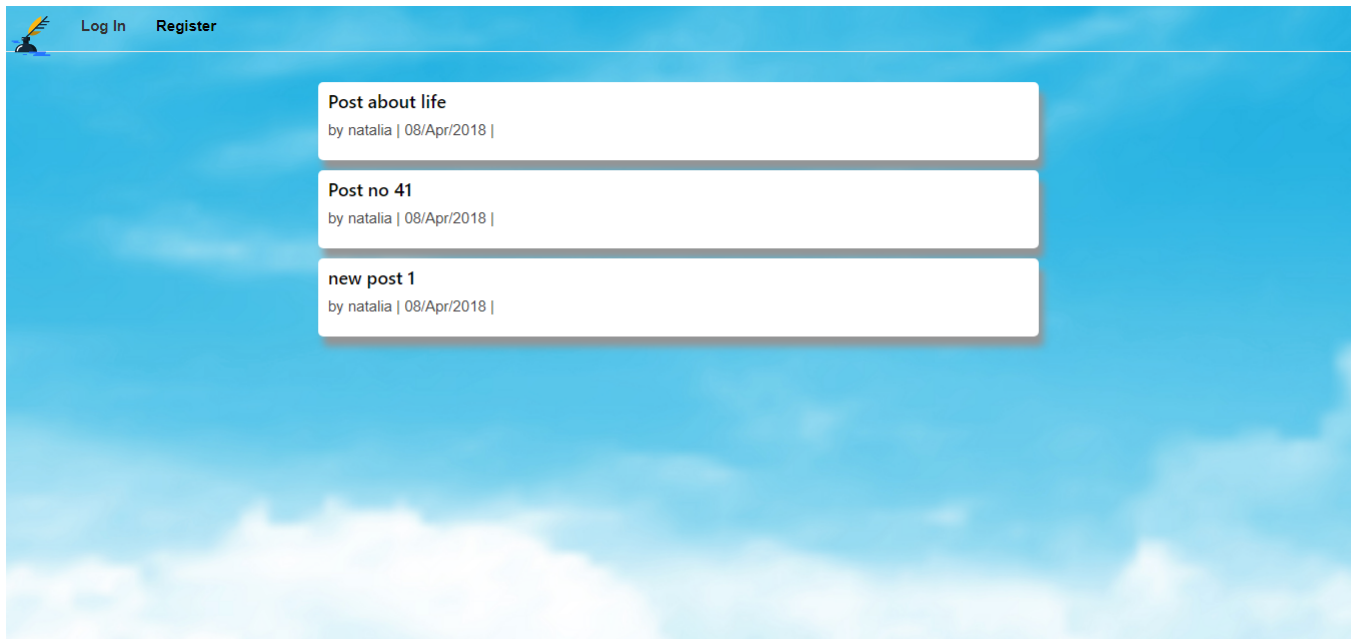 Log In Register
Post about life
by natalia | 08/Apr/2018 |
Post no 41
by natalia | 08/Apr/2018 |
new post 1
by natalia | 08/Apr/2018 |